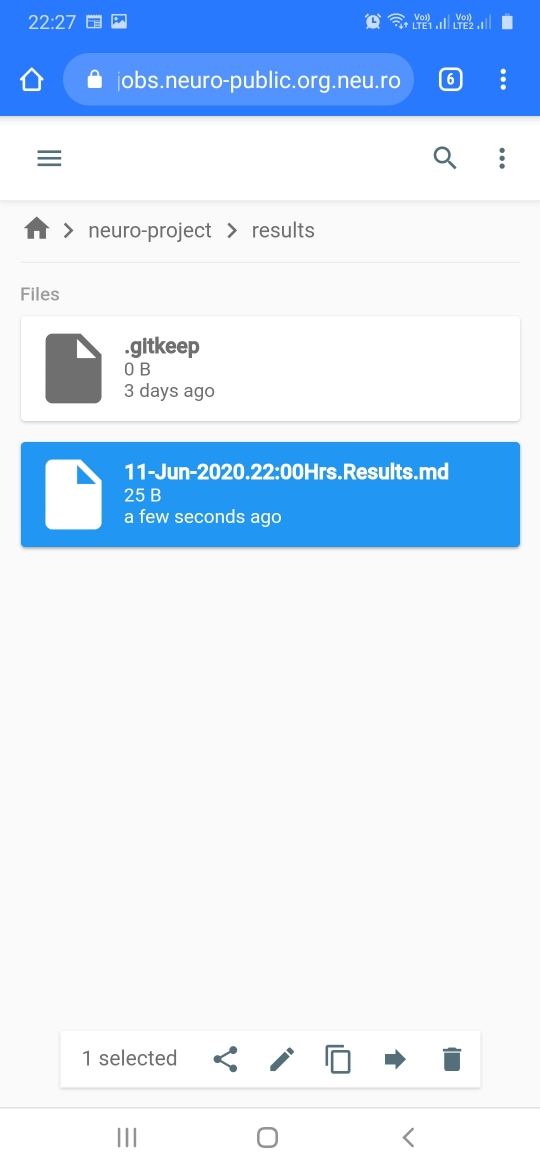 22:27
Vo)) LTE1 Vo)) LTE2
jobs.neuro-public.org.neu.ro
6
neuro-project > results
Files
.gitkeep
0 B
3 days ago
11-Jun-2020.22:00Hrs.Results.md
25 B
a few seconds ago
1 selected